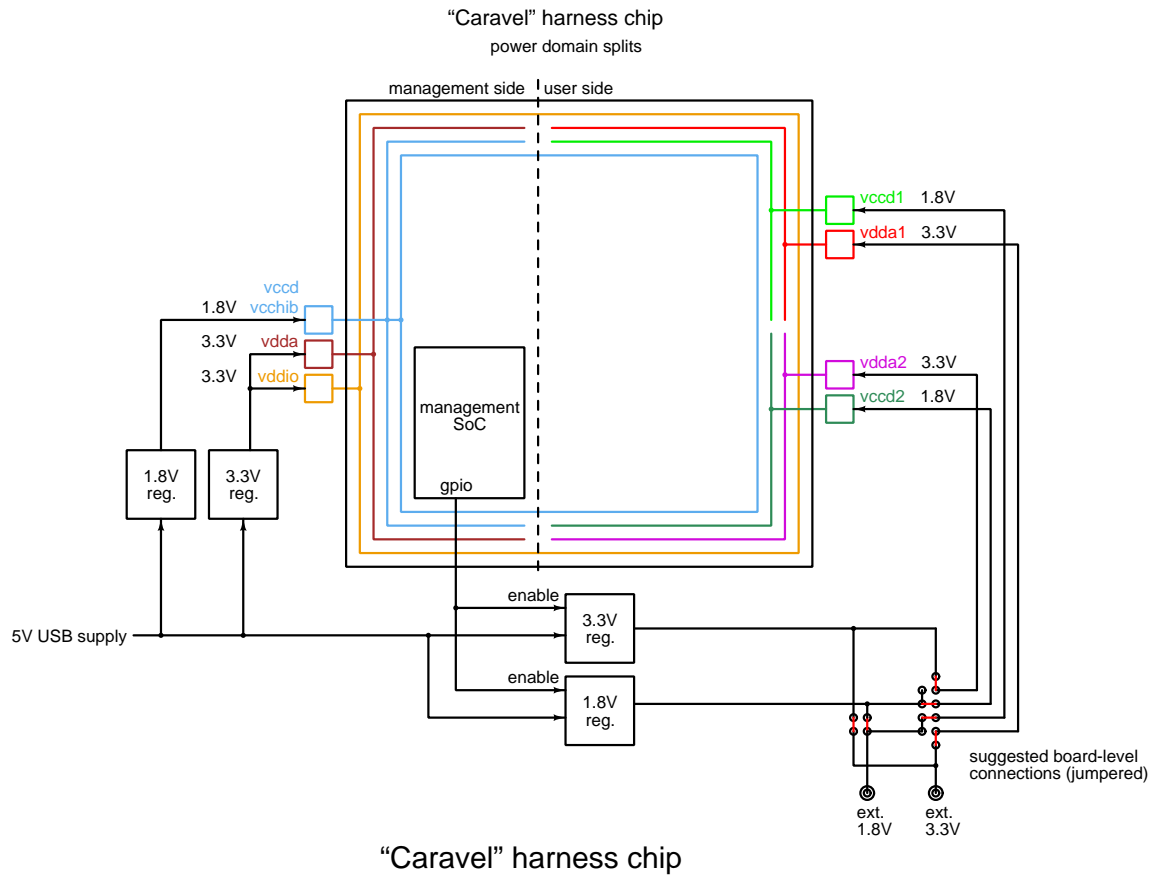 “Caravel” harness chip
power domain splits
management side
user side
vccd1 1.8V
vdda1 3.3V
vccd
1.8V vcchib
3.3V vdda
3.3V vddio
vdda2 3.3V
vccd2 1.8V
management
SoC
gpio
1.8V
reg.
3.3V
reg.
enable
3.3V
reg.
5V USB supply
enable
1.8V
reg.
suggested board-level
connections (jumpered)
ext.
1.8V
ext.
3.3V
“Caravel” harness chip